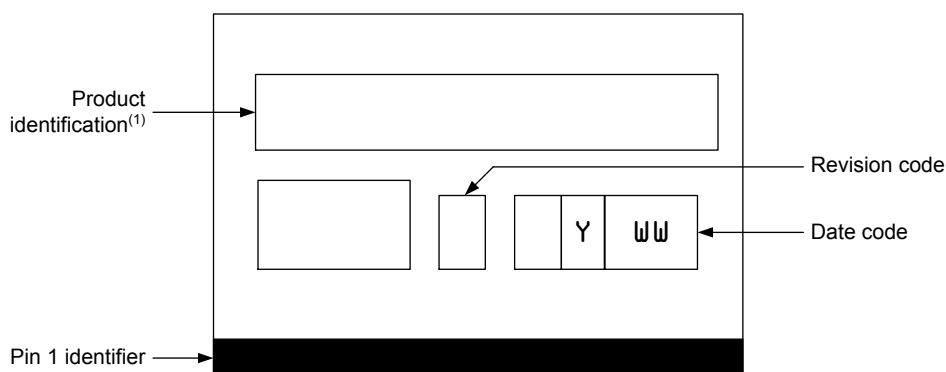 Product
identification(1)
Revision code
Y WW
Date code
Pin 1 identifier